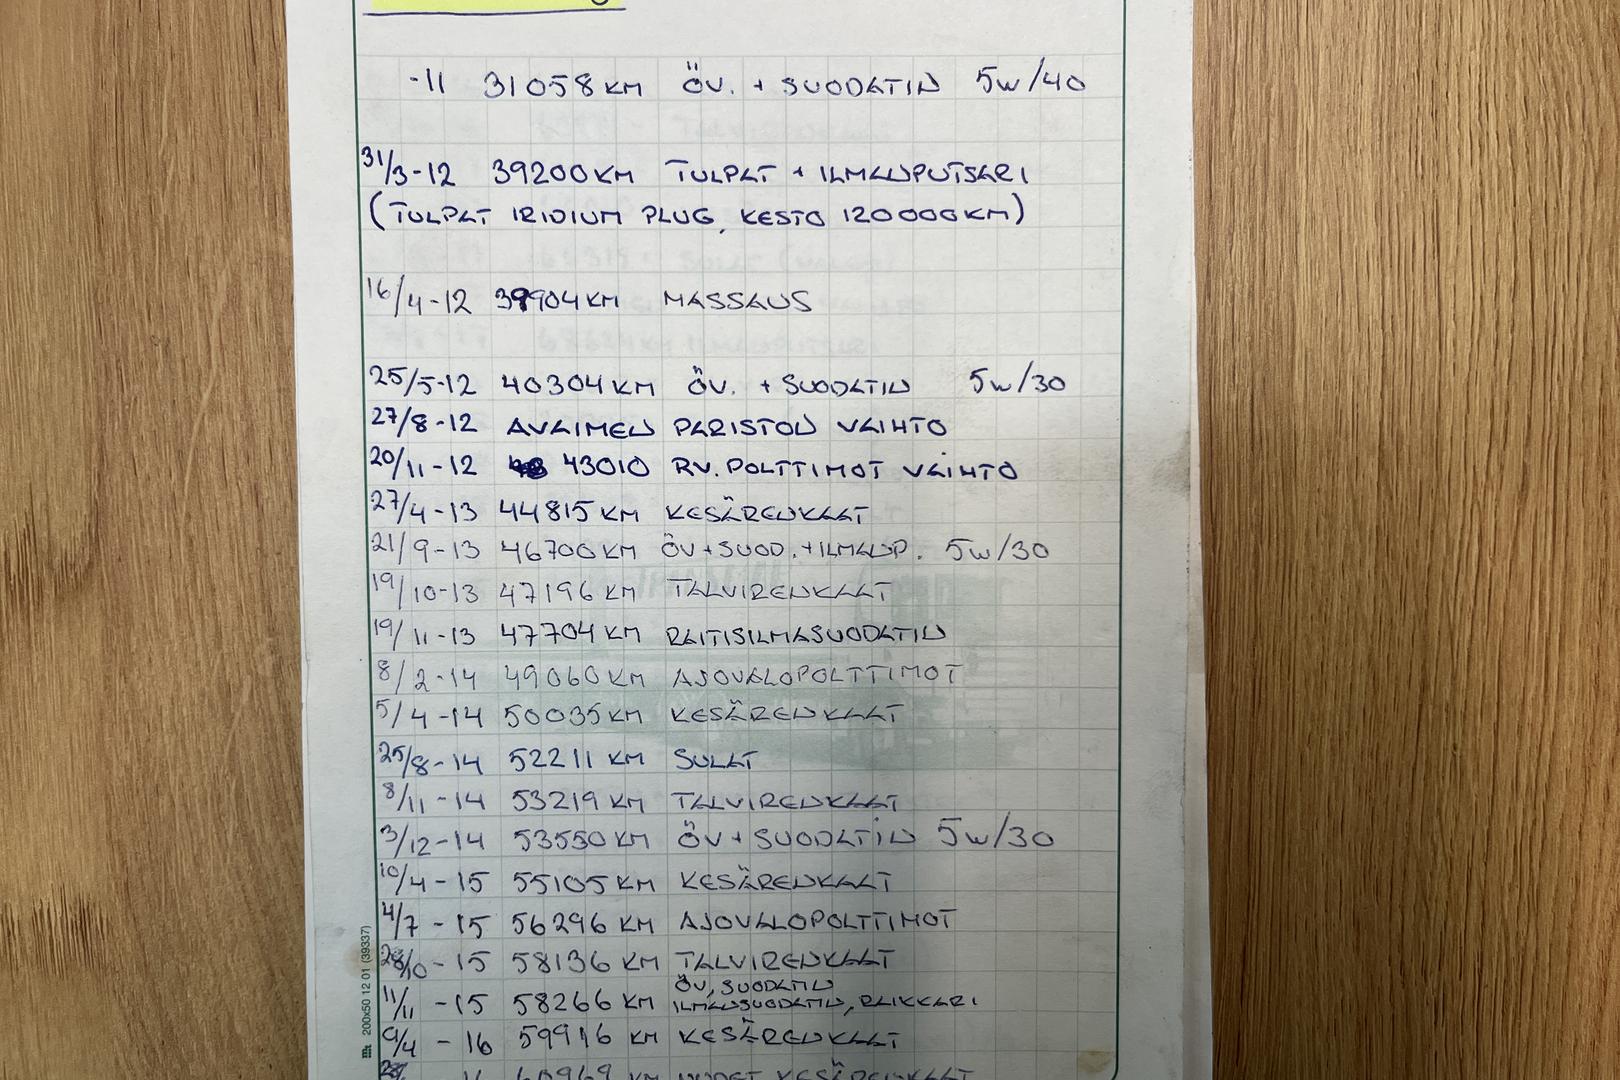 -11 31058 KM ÖV. + SUODATIN 5W/40
31/3-12 39200 KM TULPAT + ILMANPUTSARI
(TULPAT IRIDIUM PLUG, KESTO 120000KM)
16/4-12 39904 KM MASSAUS
25/5-12 40304 KM ÖV. + SUODATIN 5W/30
27/8-12 AVAIMEN PARISTON VAIHTO
20/11-12 43010 RV. POLTTIMOT VAIHTO
27/4-13 44815 KM KESÄRENKAAT
21/9-13 46700 KM ÖV+SUOD.+ILMANP. 5W/30
19/10-13 47196 KM TALVIRENKAAT
19/11-13 47704 KM RAITISILMASUODATIN
8/2-14 49060 KM AJOVALOPOLTTIMOT
5/4-14 50035 KM KESÄRENKAAT
25/8-14 52211 KM SULAT
8/11-14 53219 KM TALVIRENKAAT
3/12-14 53550 KM ÖV + SUODATIN 5W/30
10/4-15 55105 KM KESÄRENKAAT
4/7-15 56296 KM AJOVALOPOLTTIMOT
28/10-15 58136 KM TALVIRENKAAT
ÖV, SUODATIN
11/11-15 58266 KM ILMANSUODATIN, RAIKKARI
9/4-16 59916 KM KESÄRENKAAT
60969 KM UUDET KESÄRENKAAT
200x50 12 01 (39337)